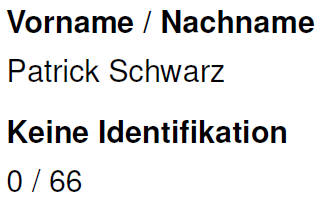 Vorname / Nachname
Patrick Schwarz
Keine Identifikation
0 / 66